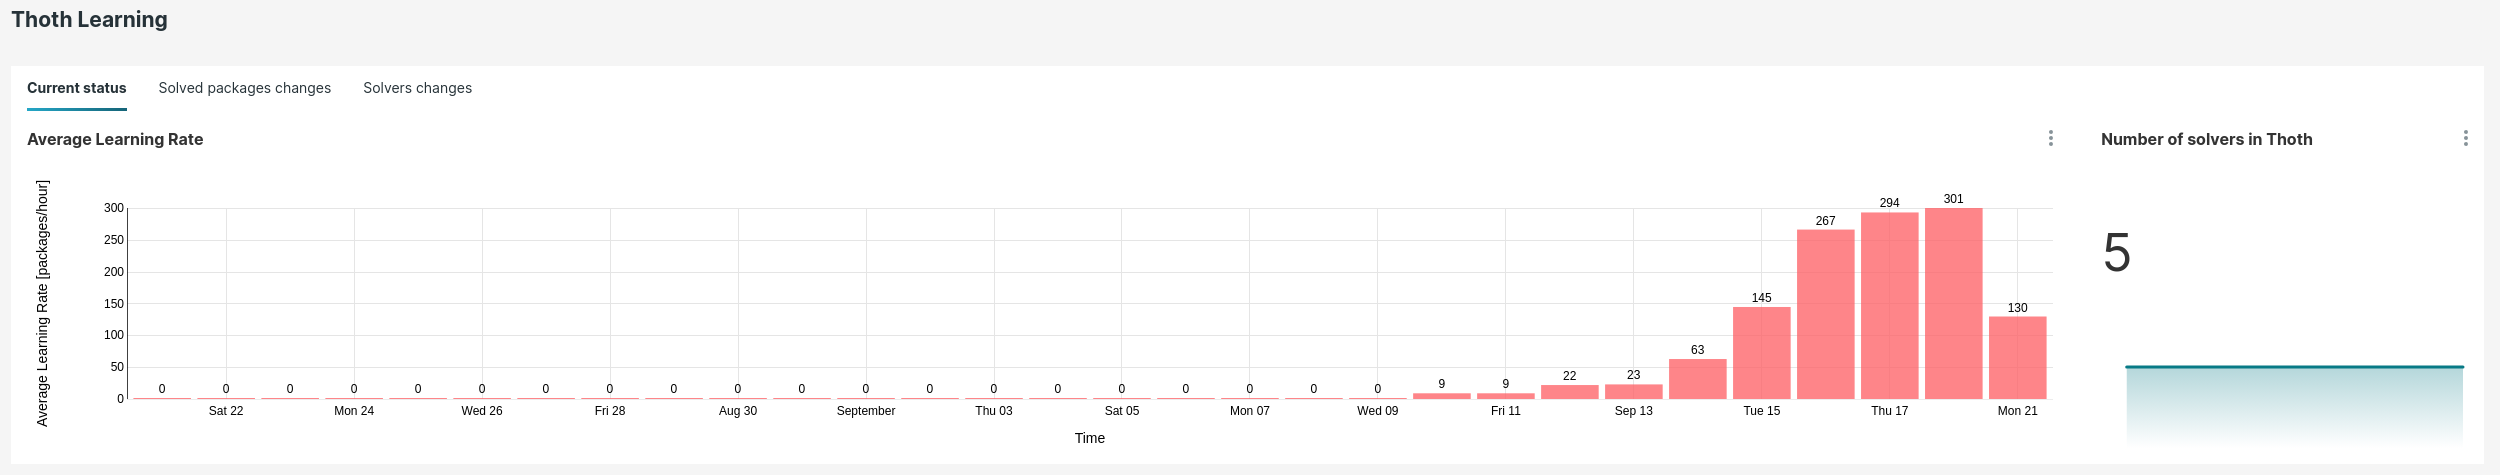 Thoth Learning
Current status Solved packages changes Solvers changes
Average Learning Rate
Average Learning Rate [packages/hour]
300
250
200
150
100
50
0
0 0 0 0 0 0 0 0 0 0 0 0 0 0 0 0 0 0 0 0 9 9 22 23 63 145 267 294 301 130
Sat 22 Mon 24 Wed 26 Fri 28 Aug 30 September Thu 03 Sat 05 Mon 07 Wed 09 Fri 11 Sep 13 Tue 15 Thu 17 Mon 21
Time
Number of solvers in Thoth
5